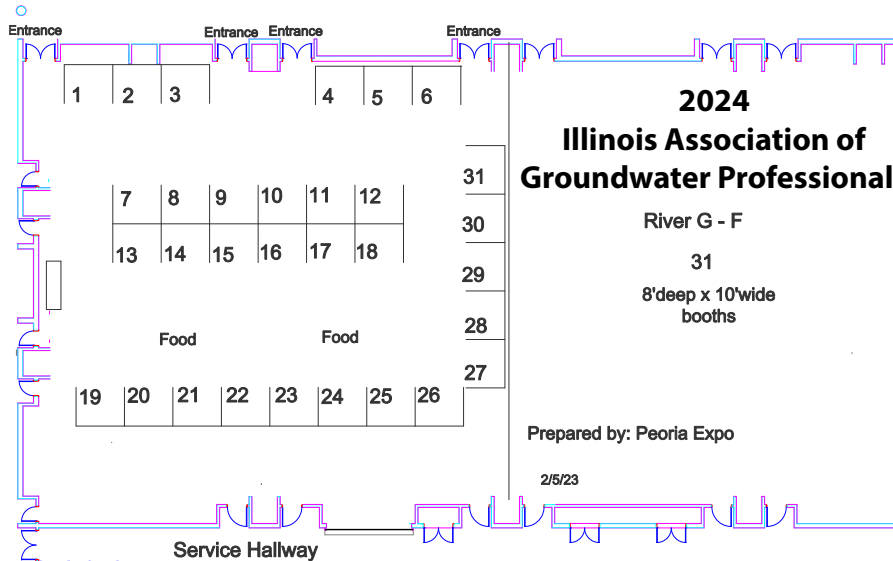 Entrance
Entrance
Entrance
Entrance
1 2 3
4 5 6
7 8 9 10 11 12
13 14 15 16 17 18
Food
Food
19 20 21 22 23 24 25 26
31
30
29
28
27
Service Hallway
2024
Illinois Association of
Groundwater Professional
River G - F
31
8'deep x 10'wide
booths
Prepared by: Peoria Expo
2/5/23